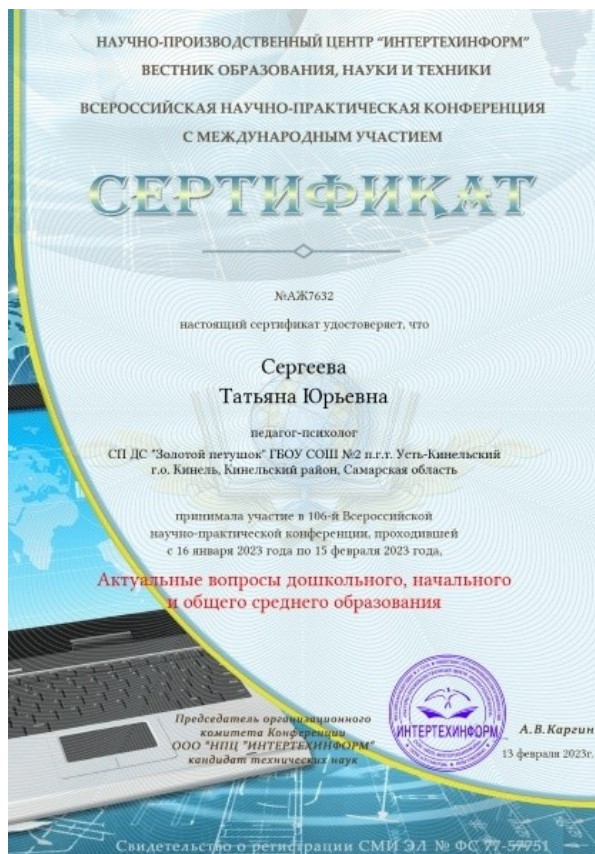 НАУЧНО-ПРОИЗВОДСТВЕННЫЙ ЦЕНТР "ИНТЕРТЕХИНФОРМ"
ВЕСТНИК ОБРАЗОВАНИЯ, НАУКИ И ТЕХНИКИ
ВСЕРОССИЙСКАЯ НАУЧНО-ПРАКТИЧЕСКАЯ КОНФЕРЕНЦИЯ
С МЕЖДУНАРОДНЫМ УЧАСТИЕМ
СЕРТИФИКАТ
№АЖ7632
настоящий сертификат удостоверяет, что
Сергеева
Татьяна Юрьевна
педагог-психолог
СП ДС "Золотой петушок" ГБОУ СОШ №2 п.г.т. Усть-Кинельский
г.о. Кинель, Кинельский район, Самарская область
принимала участие в 106-й Всероссийской
научно-практической конференции, проходившей
с 16 января 2023 года по 15 февраля 2023 года,
Актуальные вопросы дошкольного, начального
и общего среднего образования
Председатель организационного
комитета Конференции
ООО "НПЦ "ИНТЕРТЕХИНФОРМ"
кандидат технических наук
ИНТЕРТЕХИНФОРМ
А.В.Каргин
13 февраля 2023г.
Свидетельство о регистрации СМИ ЭЛ № ФС 77-57751